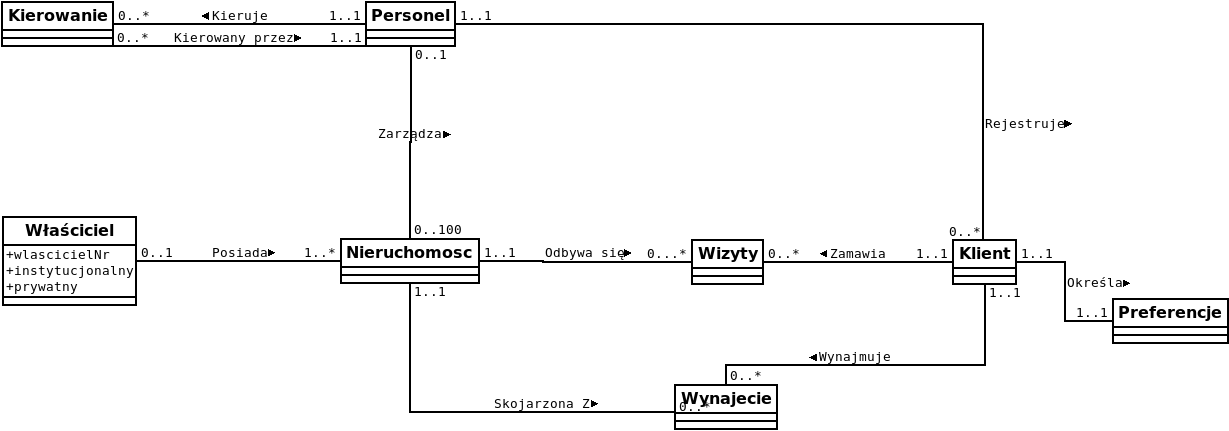 Kierowanie
0..*
Kieruje
1..1
Personel
1..1
0..*
Kierowany przez
1..1
0..1
Zarządza
Rejestruje
0..100
0..*
Właściciel
+wlascicielNr
+instytucjonalny
+prywatny
0..1
Posiada
1..*
Nieruchomosc
1..1
Odbywa się
0...*
Wizyty
0..*
Zamawia
1..1
Klient
1..1
Określa
1..1
Preferencje
1..1
1..1
Wynajmuje
0..*
Wynajecie
0..*
Skojarzona Z